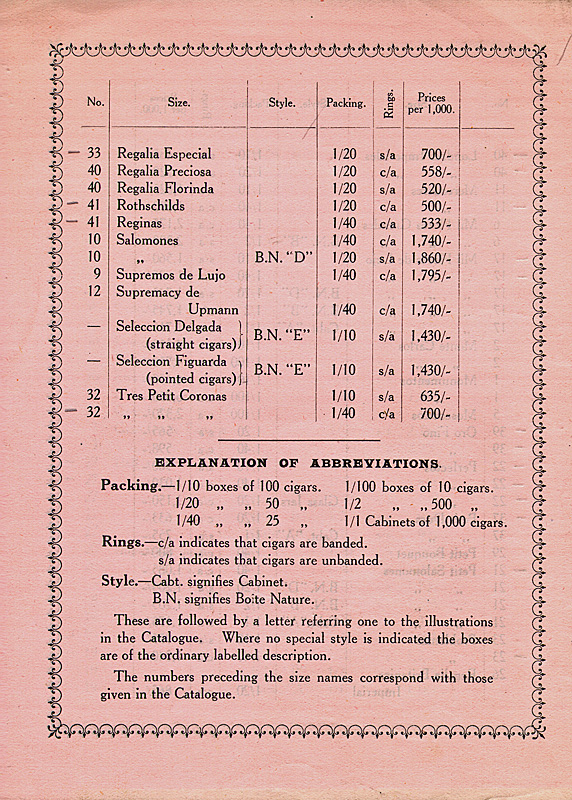 No. Size. Style. Packing. Rings. Prices per 1,000.
— 33 Regalia Especial 1/20 s/a 700/-
40 Regalia Preciosa 1/20 c/a 558/-
40 Regalia Florinda 1/20 s/a 520/-
— 41 Rothschilds 1/20 c/a 500/-
— 41 Reginas 1/40 c/a 533/-
10 Salomones 1/40 c/a 1,740/-
10 „ B.N. “D” 1/20 s/a 1,860/-
9 Supremos de Lujo 1/40 c/a 1,795/-
12 Supremacy de
Upmann 1/40 c/a 1,740/-
— Seleccion Delgada
(straight cigars) } B.N. “E” 1/10 s/a 1,430/-
— Seleccion Figuarda
(pointed cigars) } B.N. “E” 1/10 s/a 1,430/-
32 Tres Petit Coronas 1/10 s/a 635/-
— 32 „ „ „ 1/40 c/a 700/-
EXPLANATION OF ABBREVIATIONS.
Packing.—1/10 boxes of 100 cigars. 1/100 boxes of 10 cigars.
1/20 „ „ 50 „ 1/2 „ „ 500 „
1/40 „ „ 25 „ 1/1 Cabinets of 1,000 cigars.
Rings.—c/a indicates that cigars are banded.
s/a indicates that cigars are unbanded.
Style.—Cabt. signifies Cabinet.
B.N. signifies Boite Nature.
These are followed by a letter referring one to the illustrations
in the Catalogue. Where no special style is indicated the boxes
are of the ordinary labelled description.
The numbers preceding the size names correspond with those
given in the Catalogue.